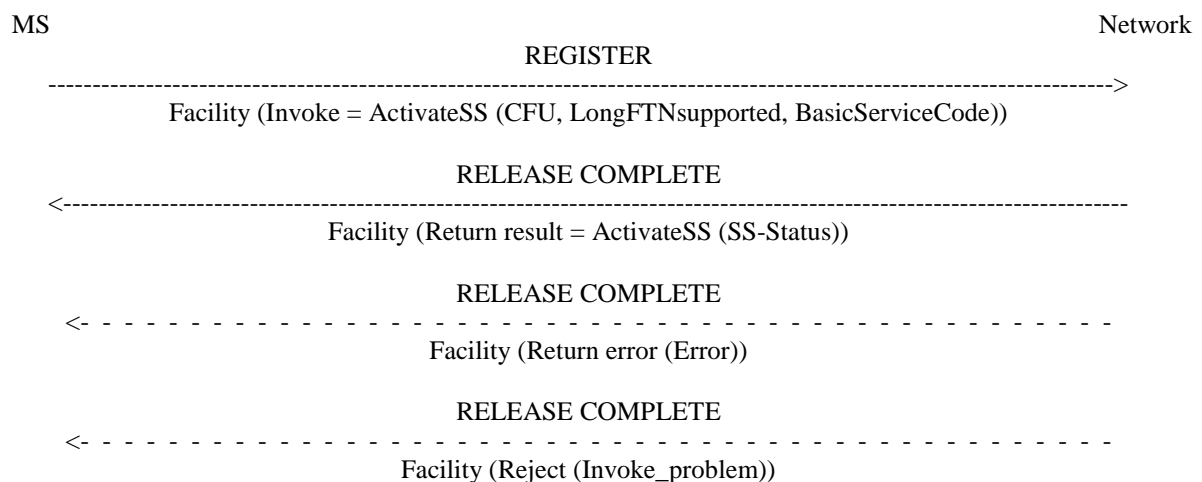 MS Network
REGISTER
Facility (Invoke = ActivateSS (CFU, LongFTNsupported, BasicServiceCode))
RELEASE COMPLETE
Facility (Return result = ActivateSS (SS-Status))
RELEASE COMPLETE
Facility (Return error (Error))
RELEASE COMPLETE
Facility (Reject (Invoke_problem))